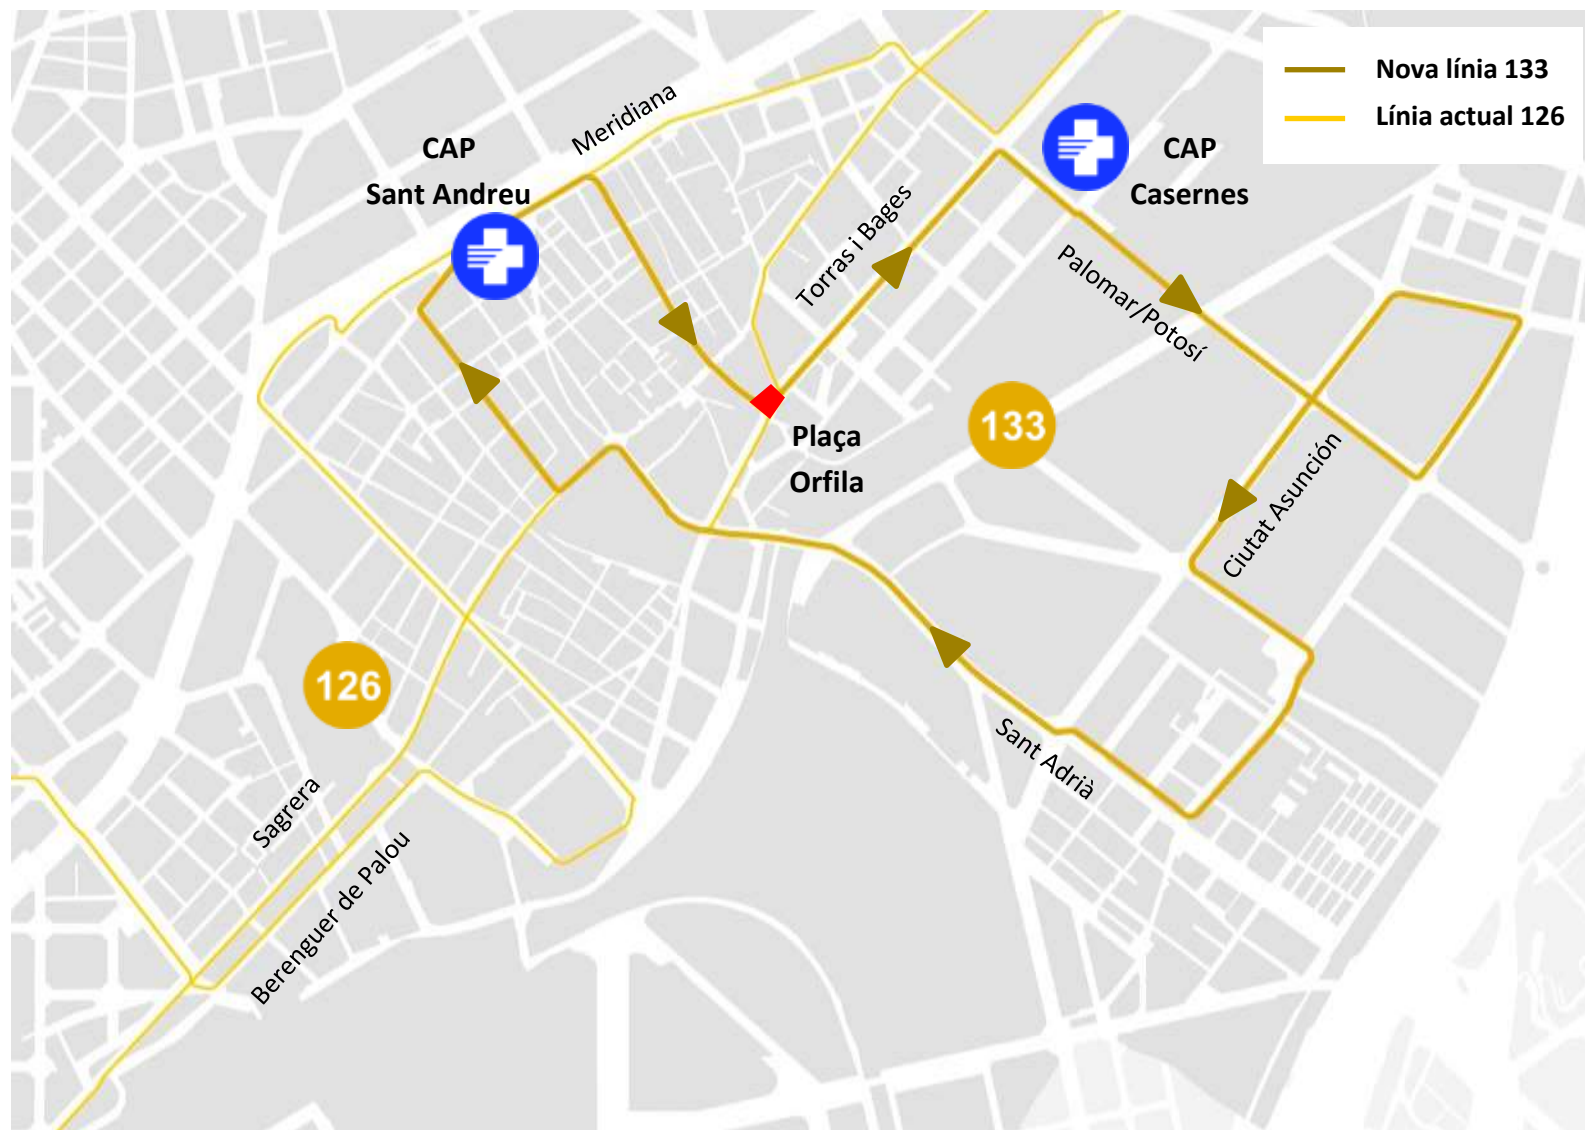 Nova línia 133
Línia actual 126
Meridiana
CAP
Sant Andreu
CAP
Casernes
Torras i Bages
Palomar/Potosí
133
Plaça
Orfila
Ciutat Asunción
126
Sant Adrià
Sagrera
Berenguer de Palou